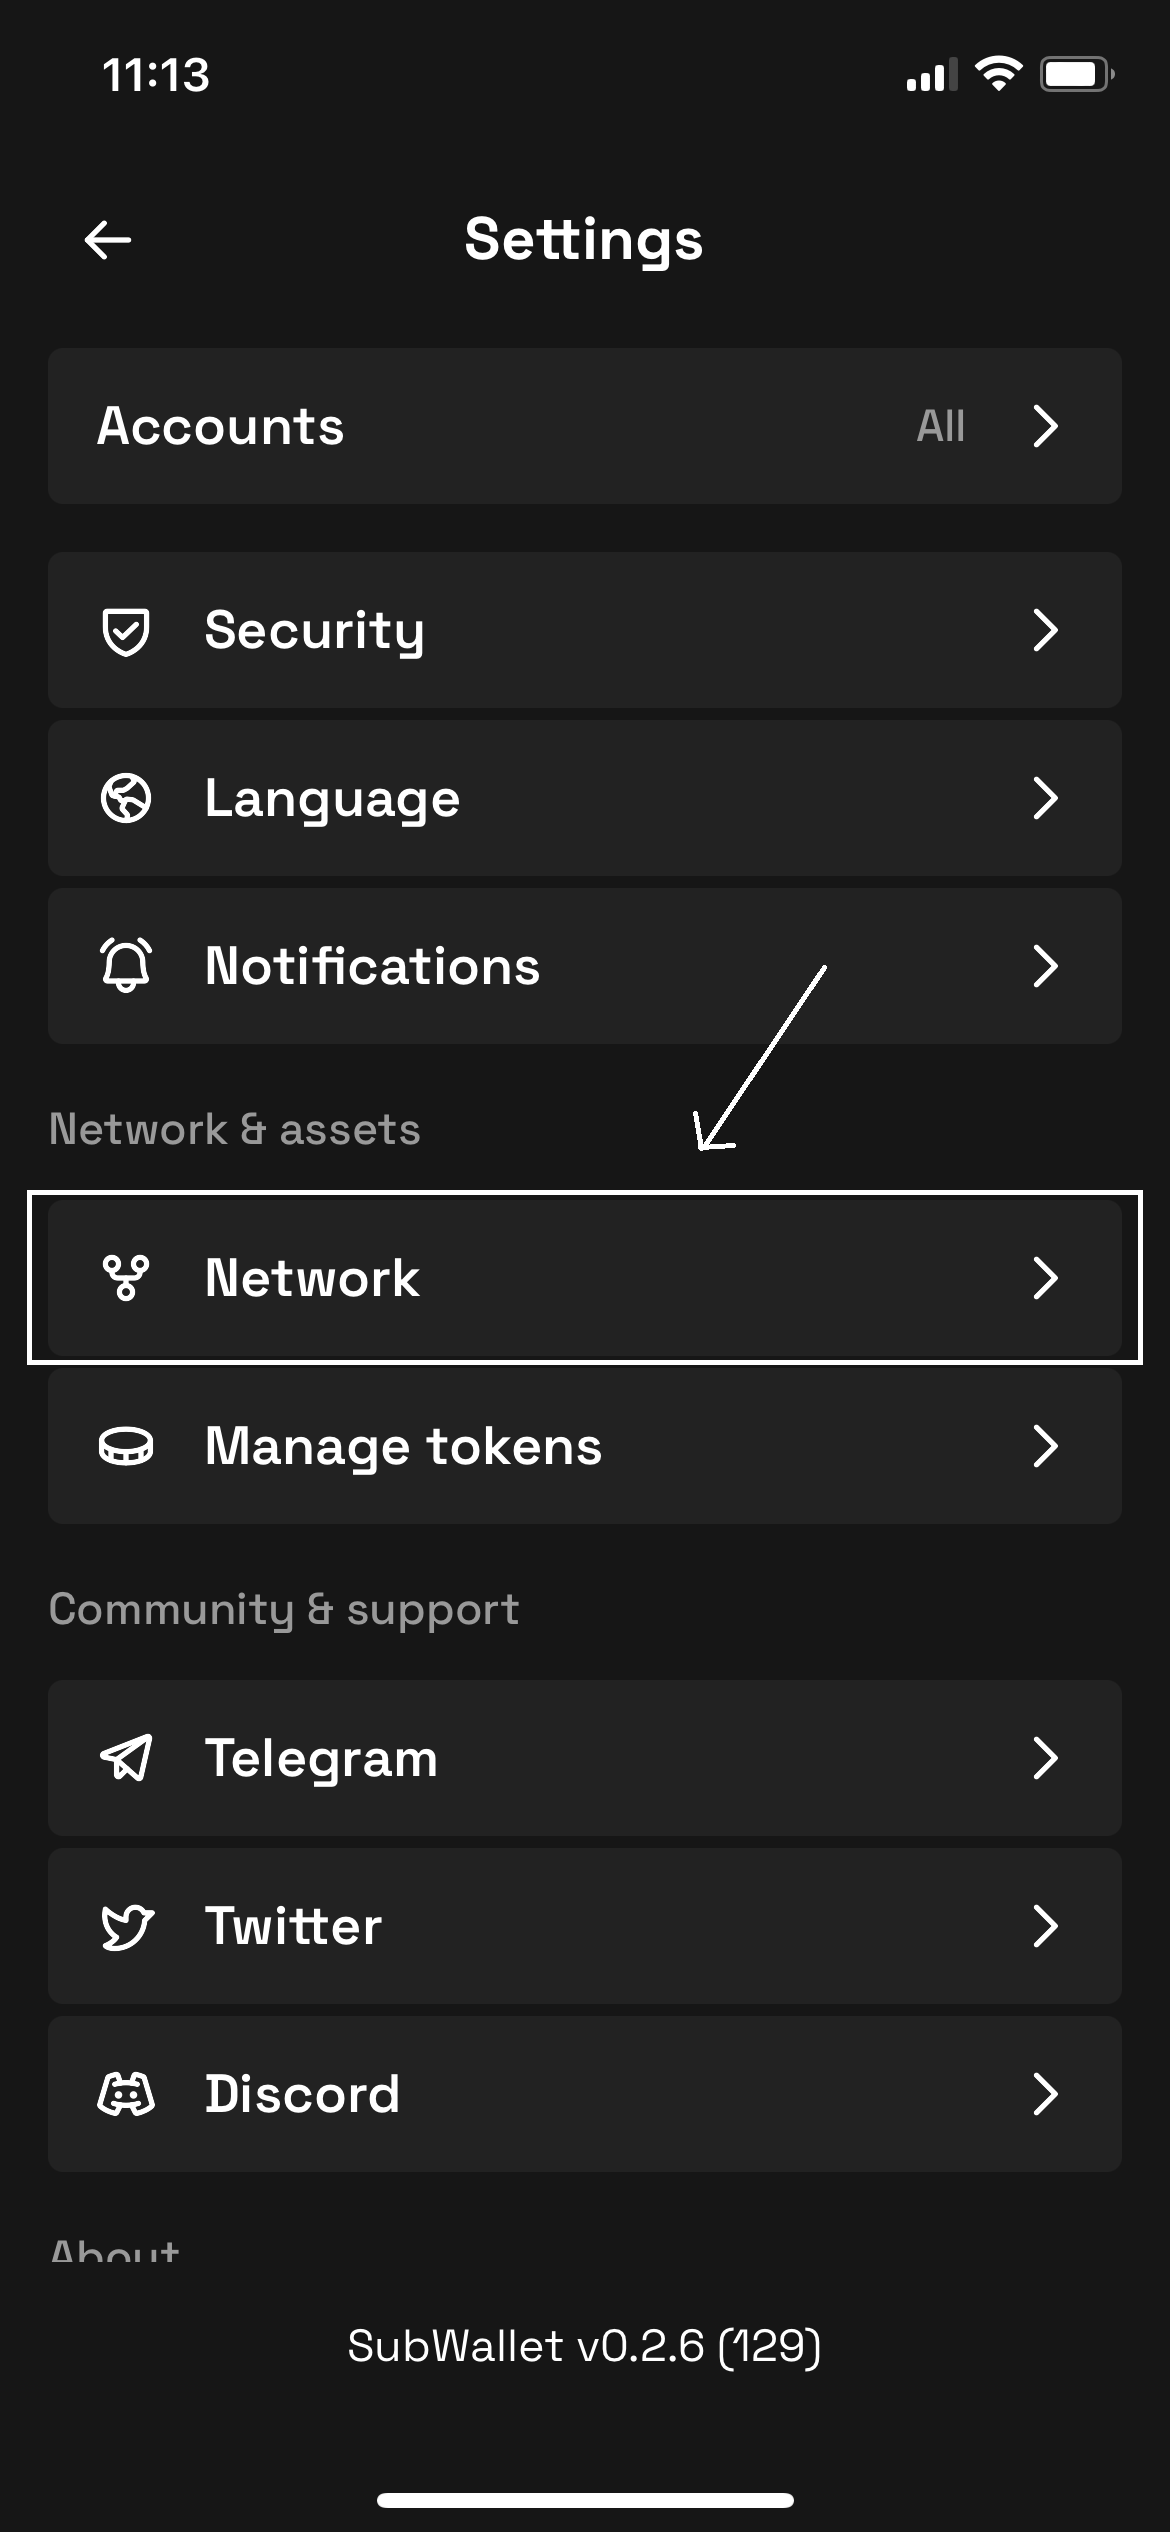 11:13
Settings
Accounts All
Security
Language
Notifications
Network & assets
Network
Manage tokens
Community & support
Telegram
Twitter
Discord
About
SubWallet v0.2.6 (129)